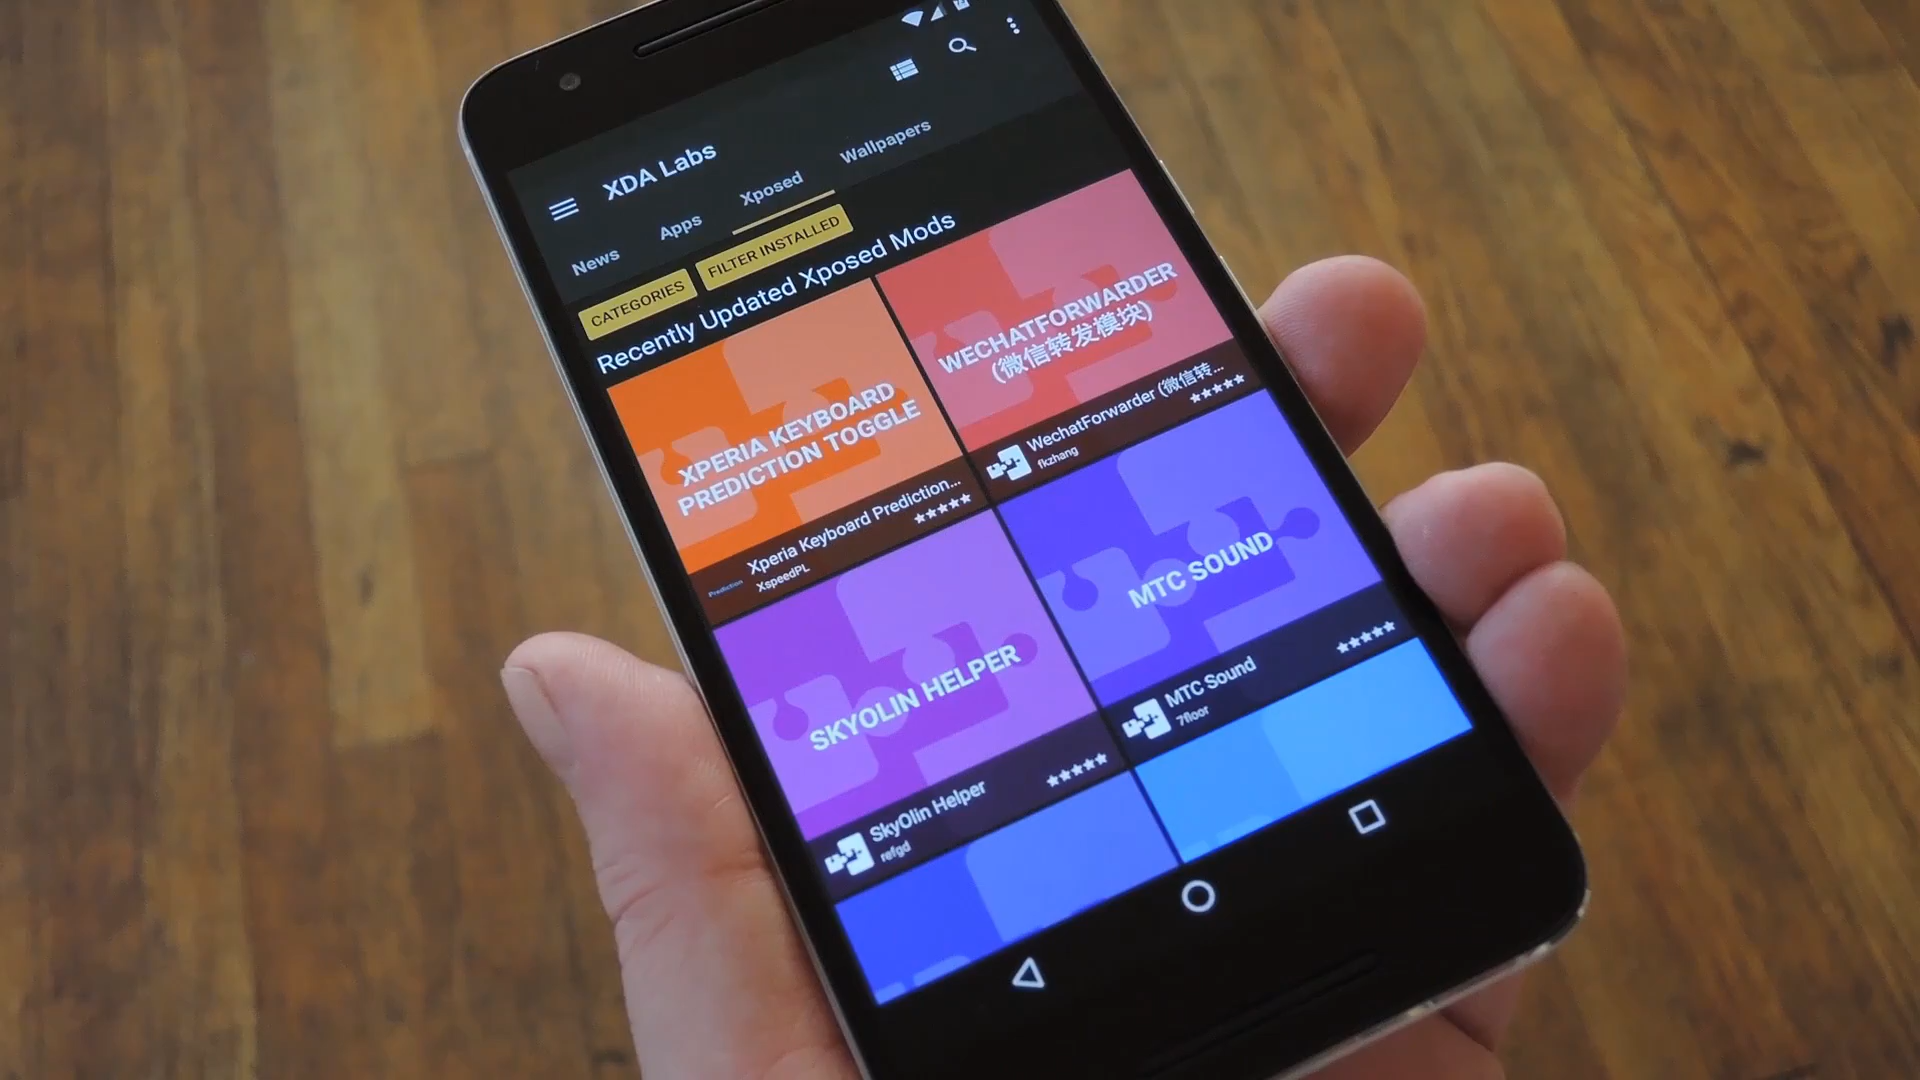 XDA Labs
News
Apps
Xposed
Wallpapers
CATEGORIES
FILTER INSTALLED
Recently Updated Xposed Mods
XPERIA KEYBOARD
PREDICTION TOGGLE
Prediction
Xperia Keyboard Prediction...
XspeedPL
WECHATFORWARDER
(微信转发模块)
WechatForwarder (微信转...
fkzhang
SKYOLIN HELPER
SkyOlin Helper
refgd
MTC SOUND
MTC Sound
7floor